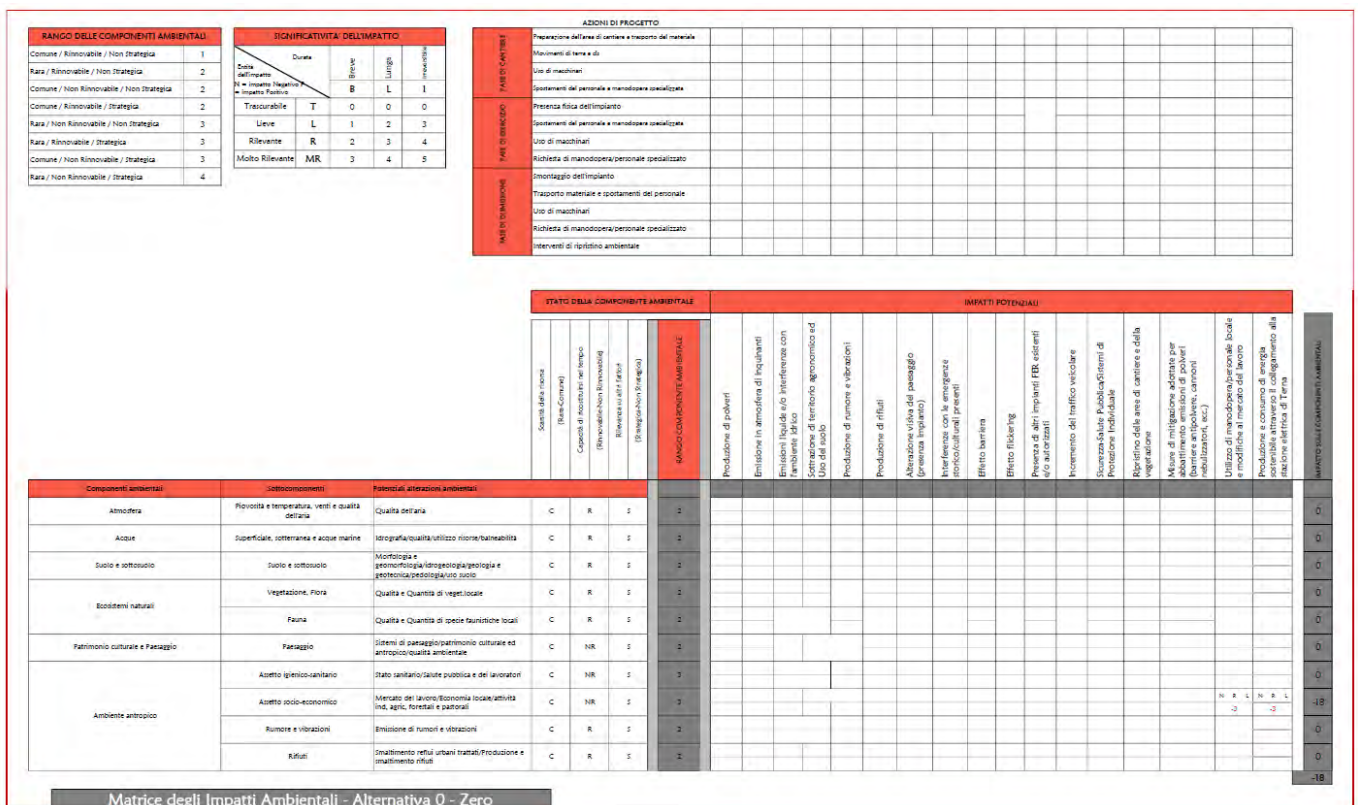 AZIONI DI PROGETTO
RANGO DELLE COMPONENTI AMBIENTALI
Comune / Rinnovabile / Non Strategica 1
Rara / Rinnovabile / Non Strategica 2
Comune / Non Rinnovabile / Non Strategica 2
Comune / Rinnovabile / Strategica 2
Rara / Non Rinnovabile / Non Strategica 3
Rara / Rinnovabile / Strategica 3
Comune / Non Rinnovabile / Strategica 3
Rara / Non Rinnovabile / Strategica 4
SIGNIFICATIVITA' DELL'IMPATTO
Durata
Entità
dell'impatto
N = impatto Negativo P
= impatto Positivo
Breve Lunga Irreversibile
B L I
Trascurabile T 0 0 0
Lieve L 1 2 3
Rilevante R 2 3 4
Molto Rilevante MR 3 4 5
FASE DI CANTIERE
Preparazione dell'area di cantiere e trasporto del materiale
Movimenti di terra e
Uso di macchinari
Spostamenti del personale e manodopera specializzata
FASE DI ESERCIZIO
Presenza fisica dell'impianto
Spostamenti del personale e manodopera specializzata
Uso di macchinari
Richiesta di manodopera/personale specializzato
FASE DI DISMISSIONE
Smontaggio dell'impianto
Trasporto materiale e spostamenti del personale
Uso di macchinari
Richiesta di manodopera/personale specializzato
Interventi di ripristino ambientale
STATO DELLA COMPONENTE AMBIENTALE
IMPATTI POTENZIALI
Scarsità della risorsa
(Rara-Comune)
Capacità di ricostituirsi nel tempo
(Rinnovabile-Non Rinnovabile)
Rilevanza su altri fattori
(Strategica-Non Strategica)
RANGO COMPONENTE AMBIENTALE
Produzione di polveri
Emissione in atmosfera di inquinanti
Emissioni liquide e/o interferenze con
l'ambiente idrico
Sottrazione di territorio agronomico ed
Uso del suolo
Produzione di rumore e vibrazioni
Produzione di rifiuti
Alterazione visiva del paesaggio
(presenza impianto)
Interferenze con le emergenze
storico/culturali presenti
Effetto barriera
Effetto flickering
Presenza di altri impianti FER esistenti
e/o autorizzati
Incremento del traffico veicolare
Sicurezza-Salute Pubblica/Sistemi di
Protezione Individuale
Ripristino delle aree di cantiere e della
vegetazione
Misure di mitigazione adottate per
abbattimento emissioni di polveri
(barriere antipolvere, cannoni
nebulizzatori, ecc.)
Utilizzo di manodopera/personale locale
e modifiche al mercato del lavoro
Produzione e consumo di energia
sostenibile attraverso il collegamento alla
stazione elettrica di Terna
IMPATTO SULLE COMPONENTI AMBIENTALI
Componenti ambientali Sottocomponenti Potenziali alterazioni ambientali
Atmosfera Piovosità e temperatura, venti e qualità dell'aria Qualità dell'aria C R S 2 0
Acque Superficiale, sotterranea e acque marine Idrografia/qualità/utilizzo risorse/balneabilità C R S 2 0
Suolo e sottosuolo Suolo e sottosuolo Morfologia e geomorfologia/idrogeologia/geologia e geotecnica/pedologia/uso suolo C R S 2 0
Ecosistemi naturali Vegetazione, Flora Qualità e Quantità di veget.locale C R S 2 0
Fauna Qualità e Quantità di specie faunistiche locali C R S 2 0
Patrimonio culturale e Paesaggio Paesaggio Sistemi di paesaggio/patrimonio culturale ed antropico/qualità ambientale C NR S 0
Ambiente antropico
Assetto igienico-sanitario Stato sanitario/Salute pubblica e dei lavoratori C NR S 3 0
Assetto socio-economico Mercato del lavoro/Economia locale/attività ind, agric, forestali e pastorali C NR S 3 N R L -3 N R L -3 -18
Rumore e vibrazioni Emissione di rumori e vibrazioni C R S 2 0
Rifiuti Smaltimento reflui urbani trattati/Produzione e smaltimento rifiuti C R S 2 0
-18
Matrice degli Impatti Ambientali - Alternativa 0 - Zero